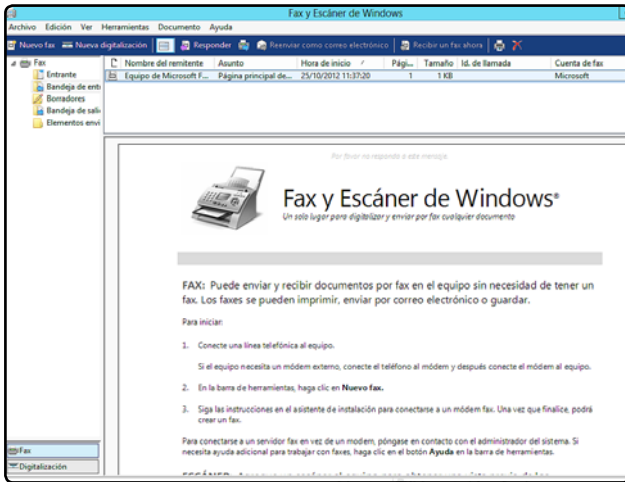 Fax y Escáner de Windows
Archivo Edición Ver Herramientas Documento Ayuda
Nuevo fax Nueva digitalización Responder Reenviar como correo electrónico Recibir un fax ahora
Fax
Entrante
Bandeja de entr
Borradores
Bandeja de salic
Elementos envi
Nombre del remitente Asunto Hora de inicio Pági... Tamaño Id. de llamada Cuenta de fax
Equipo de Microsoft F... Página principal de... 25/10/2012 11:37:20 1 1 KB Microsoft
Por favor no responda a este mensaje.
Fax y Escáner de Windows®
Un solo lugar para digitalizar y enviar por fax cualquier documento
FAX: Puede enviar y recibir documentos por fax en el equipo sin necesidad de tener un
fax. Los faxes se pueden imprimir, enviar por correo electrónico o guardar.
Para iniciar:
1. Conecte una línea telefónica al equipo.
Si el equipo necesita un módem externo, conecte el teléfono al módem y después conecte el módem al equipo.
2. En la barra de herramientas, haga clic en Nuevo fax.
3. Siga las instrucciones en el asistente de instalación para conectarse a un módem fax. Una vez que finalice, podrá
crear un fax.
Para conectarse a un servidor fax en vez de un modem, póngase en contacto con el administrador del sistema. Si
necesita ayuda adicional para trabajar con faxes, haga clic en el botón Ayuda en la barra de herramientas.
Fax
Digitalización